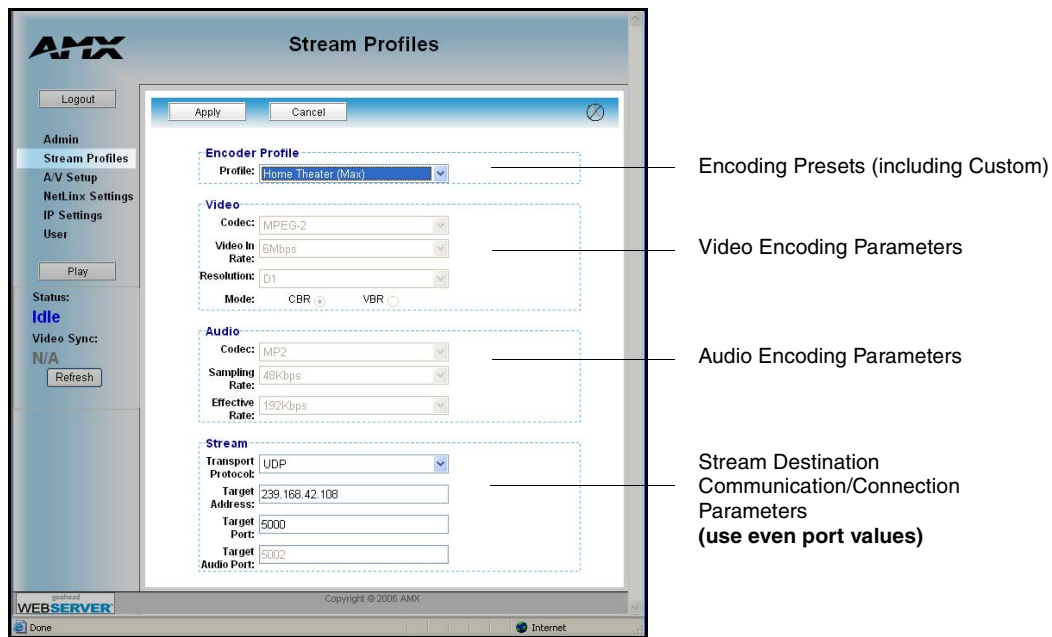 AMX
Stream Profiles
Logout
Admin
Stream Profiles
A/V Setup
NetLinx Settings
IP Settings
User
Play
Status:
Idle
Video Sync:
N/A
Refresh
Apply Cancel
Encoder Profile
Profile: Home Theater (Max)
Video
Codec: MPEG-2
Video In
Rate: 6Mbps
Resolution: D1
Mode: CBR VBR
Audio
Codec: MP2
Sampling
Rate: 48Kbps
Effective
Rate: 192Kbps
Stream
Transport
Protocol: UDP
Target
Address: 239.168.42.108
Target
Port: 5000
Target
Audio Port: 5002
goahead
WEBSERVER
Copyright © 2006 AMX
Done Internet
Encoding Presets (including Custom)
Video Encoding Parameters
Audio Encoding Parameters
Stream Destination
Communication/Connection
Parameters
(use even port values)